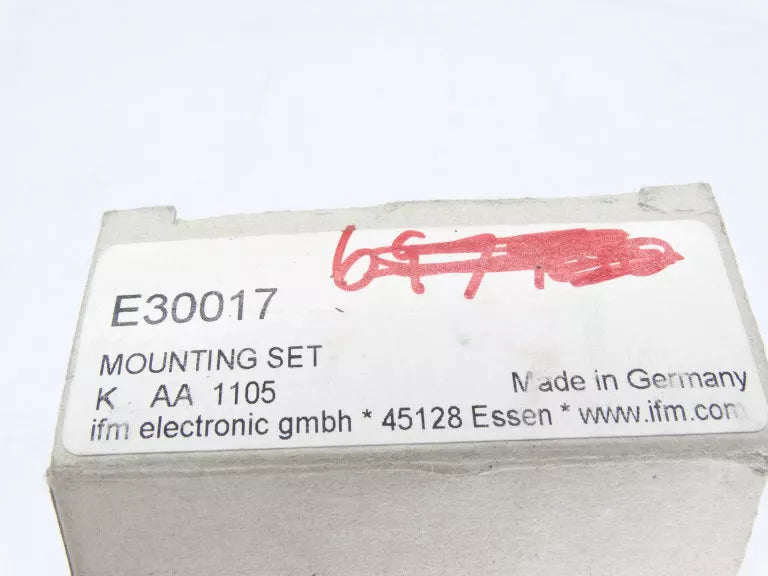 E30017
MOUNTING SET
K AA 1105
Made in Germany
ifm electronic gmbh * 45128 Essen * www.ifm.com